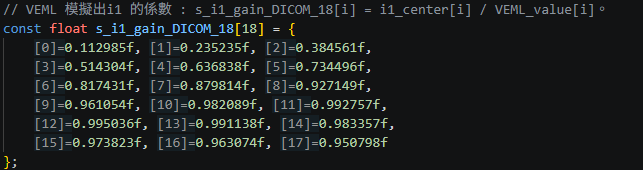 // VEML 模擬出i1 的係數 : s_i1_gain_DICOM_18[i] = i1_center[i] / VEML_value[i]。
const float s_i1_gain_DICOM_18[18] = {
[0]=0.112985f, [1]=0.235235f, [2]=0.384561f,
[3]=0.514304f, [4]=0.636838f, [5]=0.734496f,
[6]=0.817431f, [7]=0.879814f, [8]=0.927149f,
[9]=0.961054f, [10]=0.982089f, [11]=0.992757f,
[12]=0.995036f, [13]=0.991138f, [14]=0.983357f,
[15]=0.973823f, [16]=0.963074f, [17]=0.950798f
};